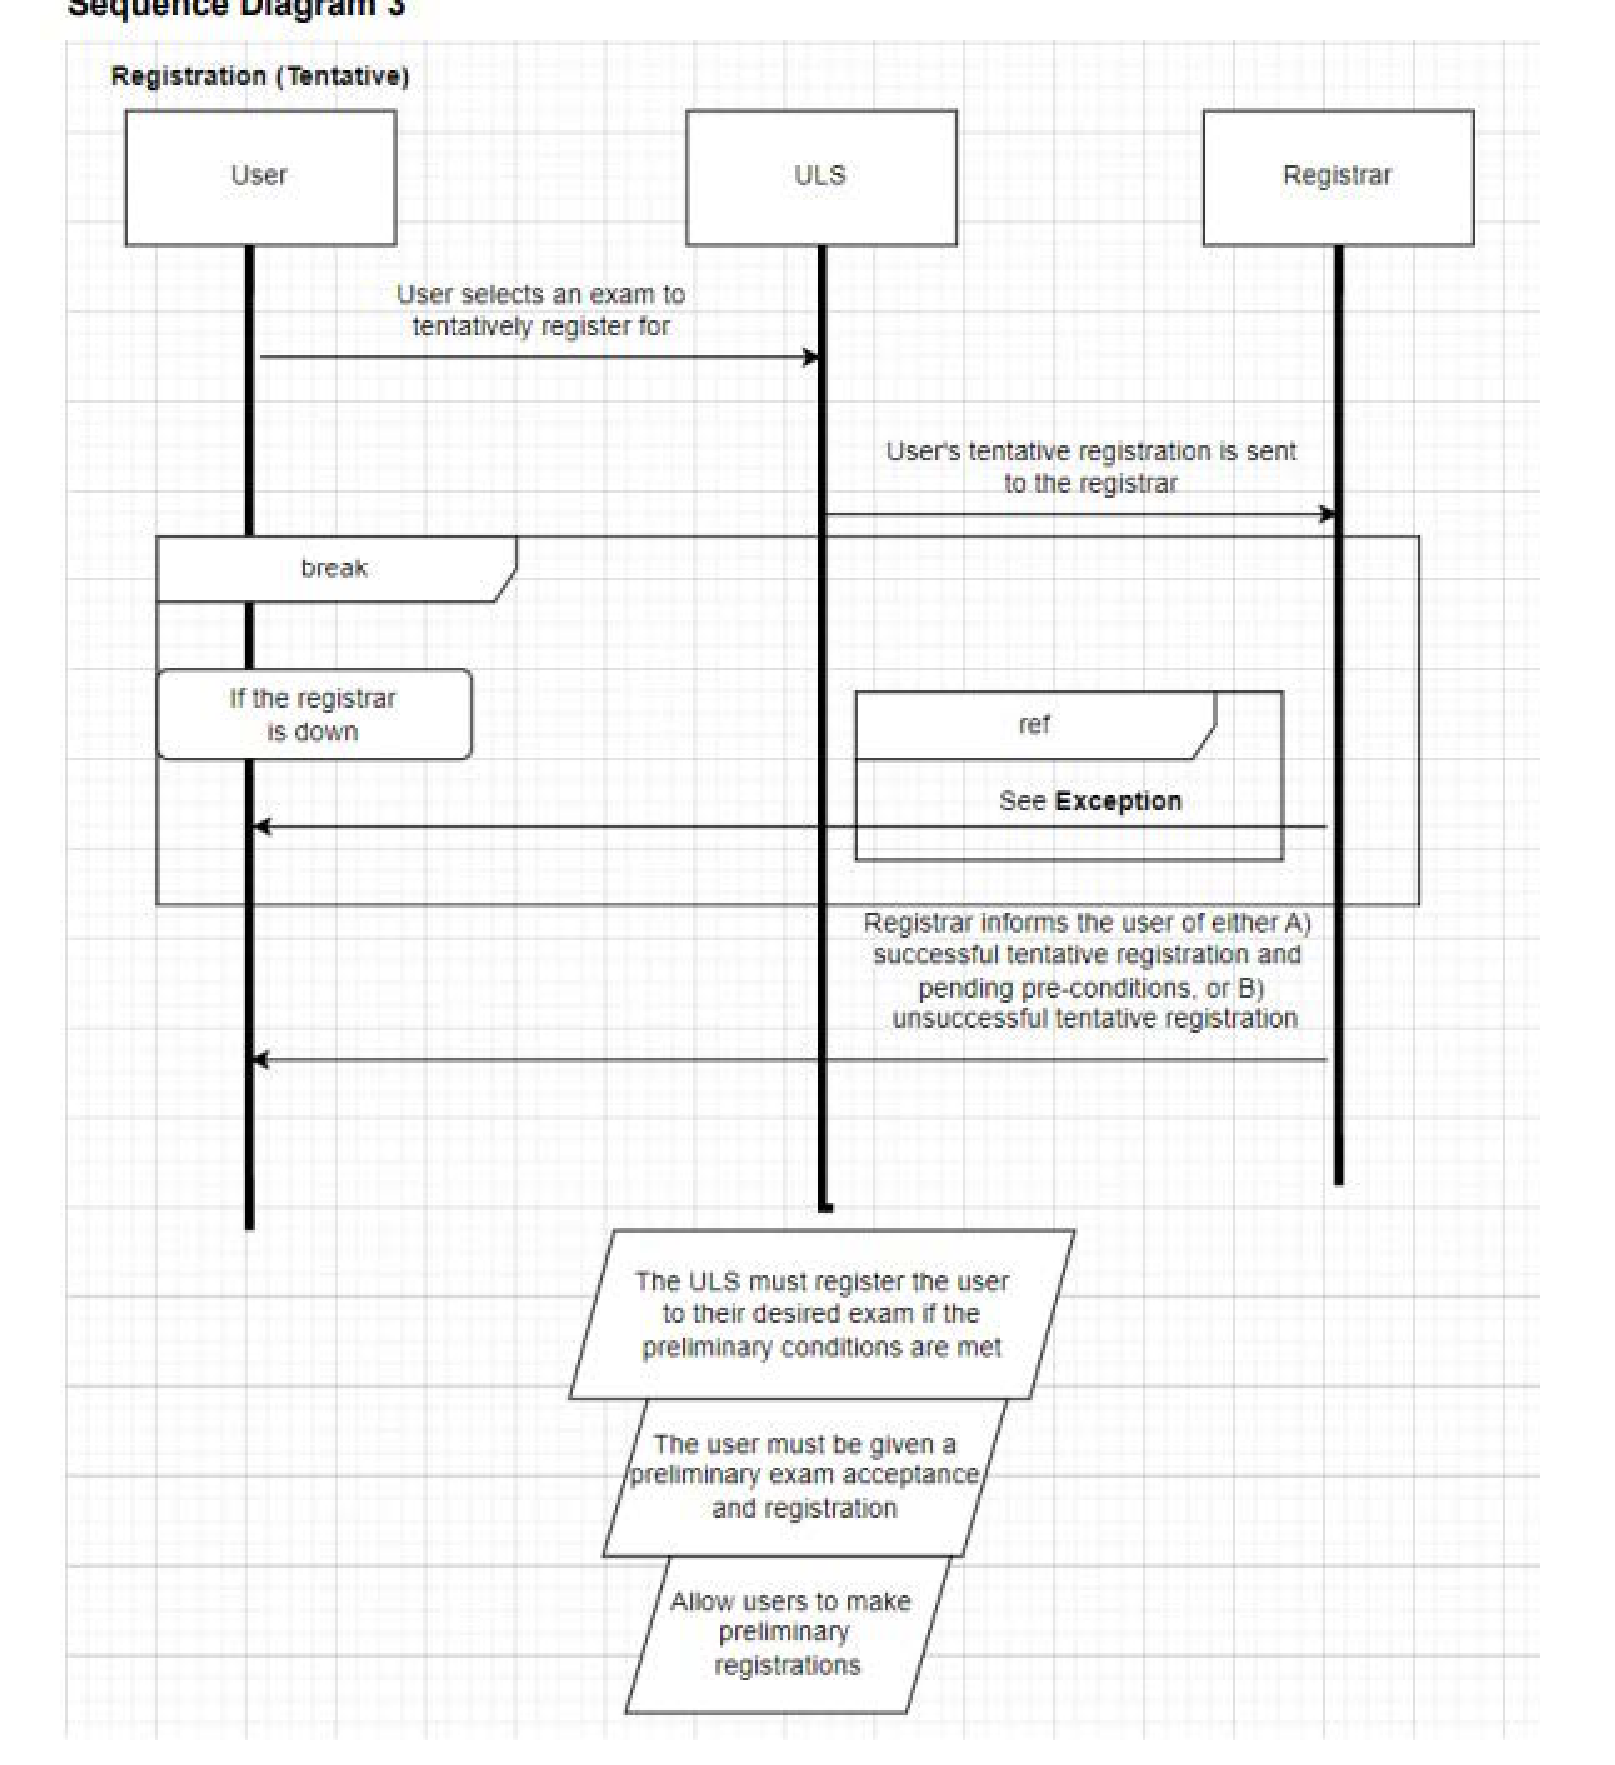 Sequence Diagram 3
Registration (Tentative)
User
ULS
Registrar
User selects an exam to
tentatively register for
User's tentative registration is sent
to the registrar
break
If the registrar
is down
ref
See Exception
Registrar informs the user of either A)
successful tentative registration and
pending pre-conditions, or B)
unsuccessful tentative registration
The ULS must register the user
to their desired exam if the
preliminary conditions are met
The user must be given a
preliminary exam acceptance
and registration
Allow users to make
preliminary
registrations